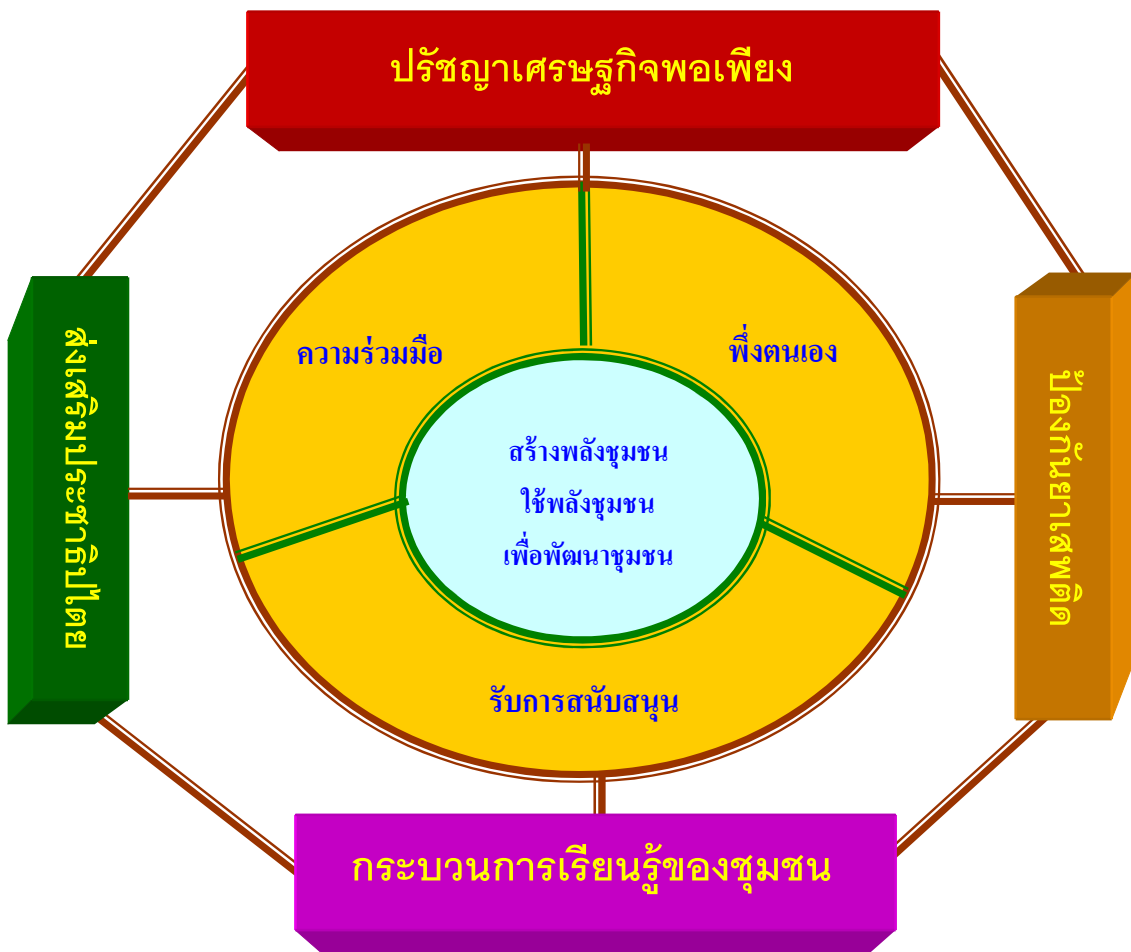 ปรัชญาเศรษฐกิจพอเพียง
ส่งเสริมประชาธิปไตย
ความร่วมมือ
พึ่งตนเอง
ป้องกันยาเสพติด
สร้างพลังชุมชน
ใช้พลังชุมชน
เพื่อพัฒนาชุมชน
รับการสนับสนุน
กระบวนการเรียนรู้ของชุมชน